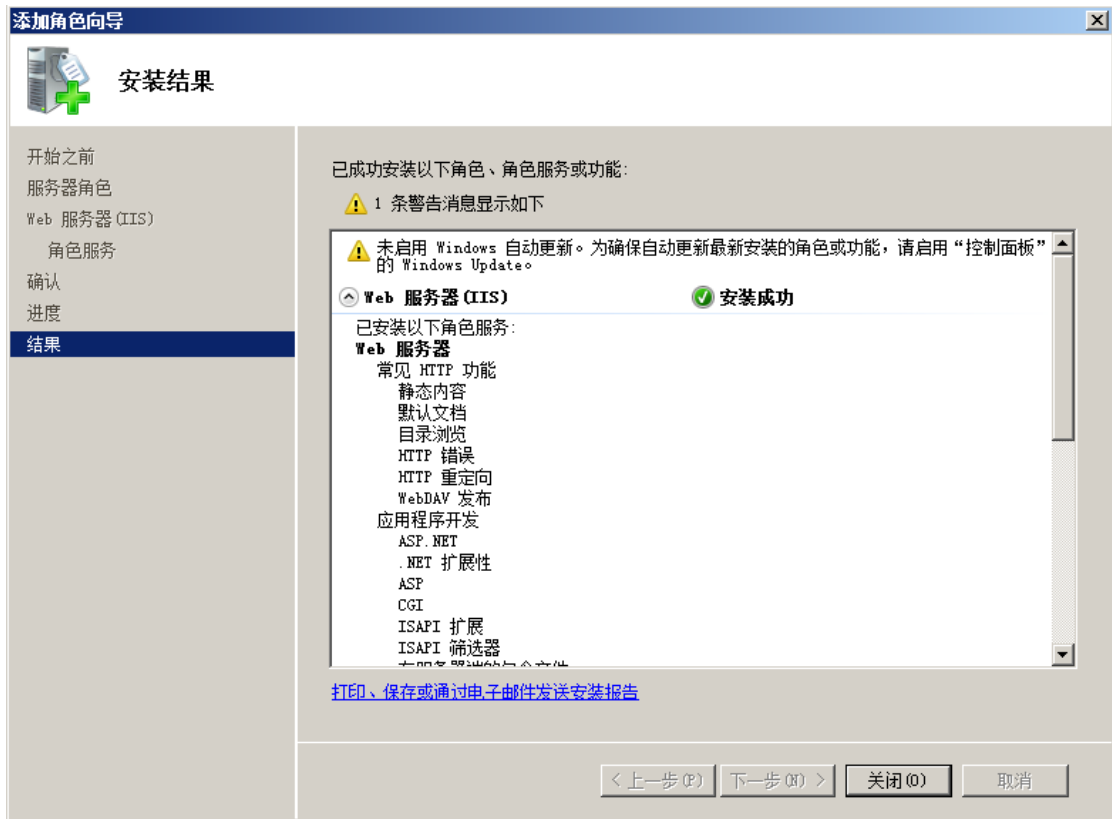 添加角色向导
安装结果
开始之前
服务器角色
Web 服务器(IIS)
角色服务
确认
进度
结果
已成功安装以下角色、角色服务或功能:
1 条警告消息显示如下
未启用 Windows 自动更新。为确保自动更新最新安装的角色或功能，请启用“控制面板”
的 Windows Update。
Web 服务器(IIS) 安装成功
已安装以下角色服务:
Web 服务器
常见 HTTP 功能
静态内容
默认文档
目录浏览
HTTP 错误
HTTP 重定向
WebDAV 发布
应用程序开发
ASP.NET
.NET 扩展性
ASP
CGI
ISAPI 扩展
ISAPI 筛选器
在服务器端的包含文件
打印、保存或通过电子邮件发送安装报告
< 上一步(P) 下一步(N) > 关闭(O) 取消